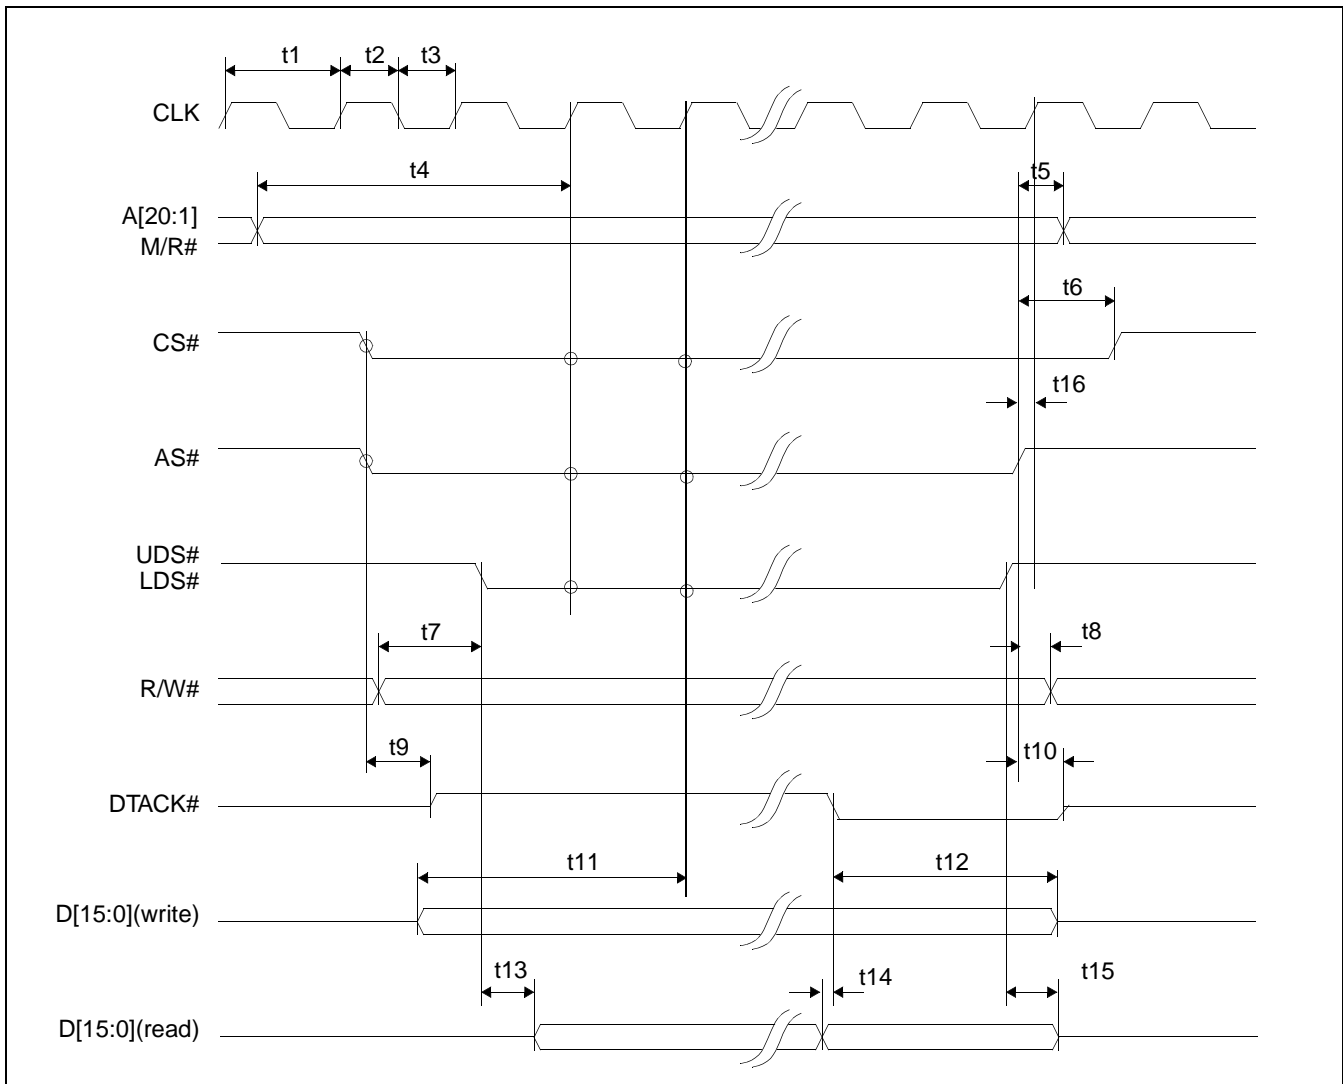 t1 t2 t3
CLK
t4 t5
A[20:1]
M/R#
t6
CS#
t16
AS#
UDS#
LDS#
t7 t8
R/W#
t9 t10
DTACK#
t11 t12
D[15:0](write)
t13 t14 t15
D[15:0](read)